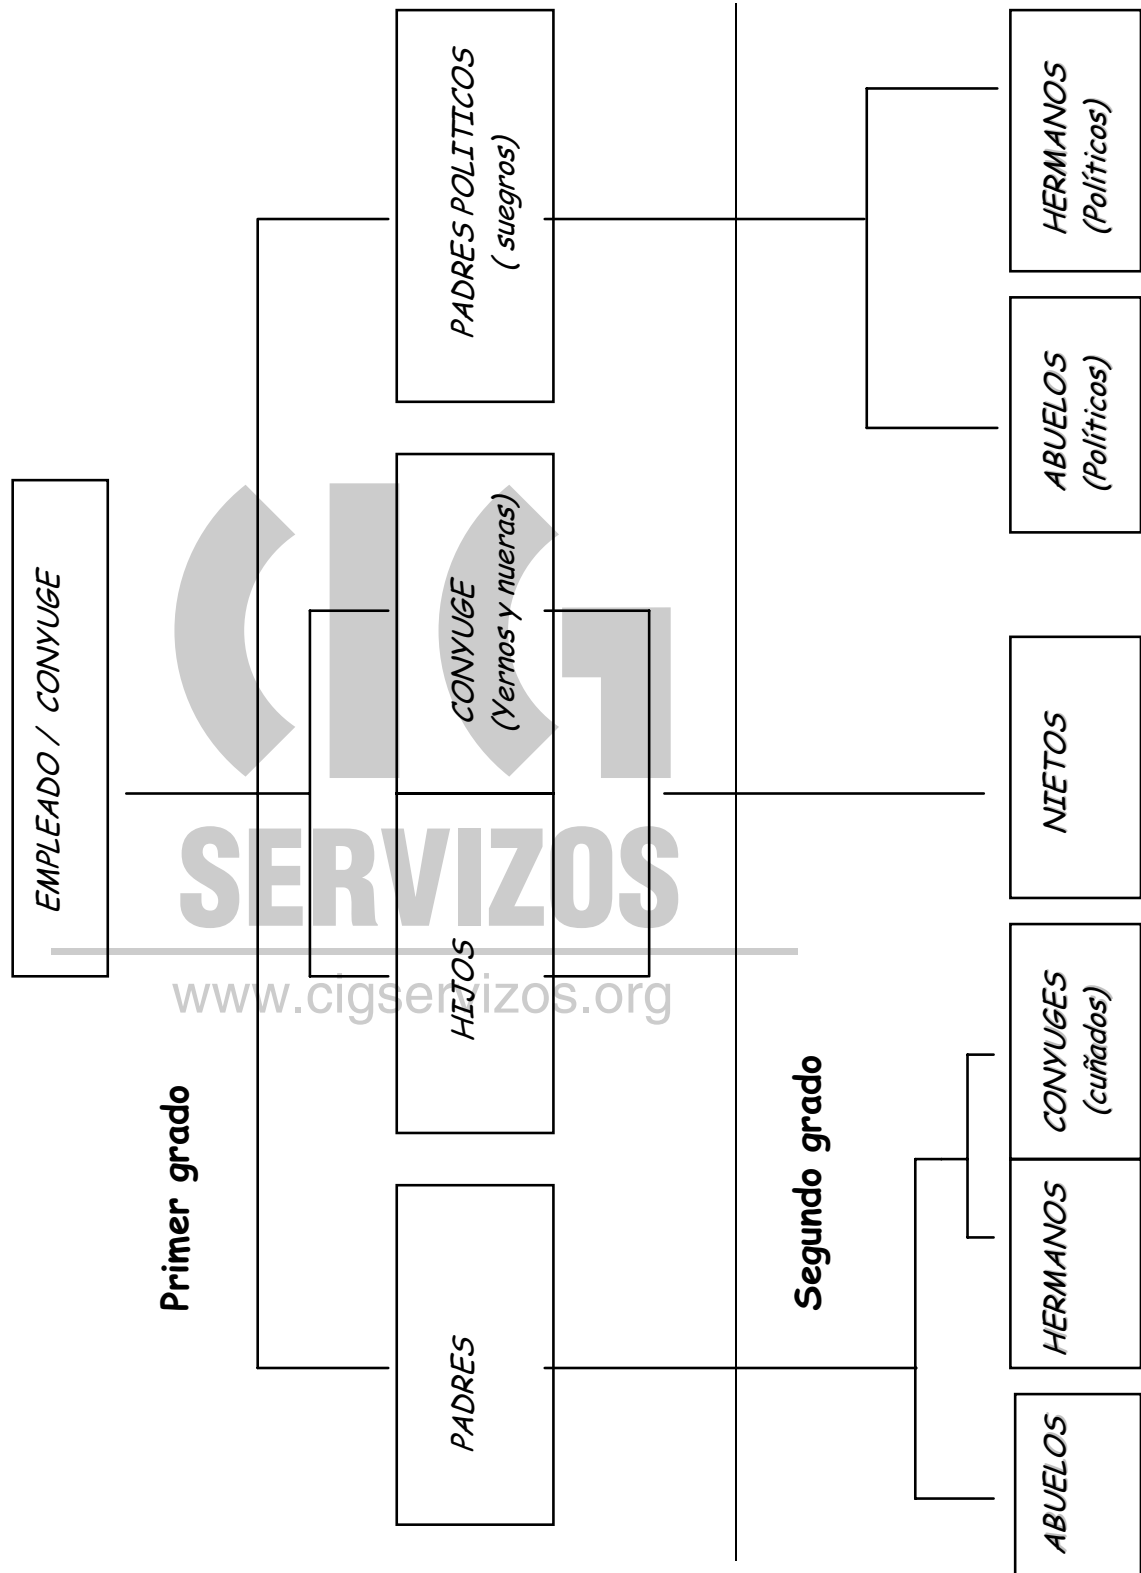 EMPLEADO / CONYUGE
Primer grado
PADRES
HIJOS
CONYUGE
(Yernos y nueras)
PADRES POLITICOS
( suegros)
Segundo grado
ABUELOS
HERMANOS
CONYUGES
(cuñados)
NIETOS
ABUELOS
(Políticos)
HERMANOS
(Políticos)
CIG
SERVIZOS
www.cigservizos.org